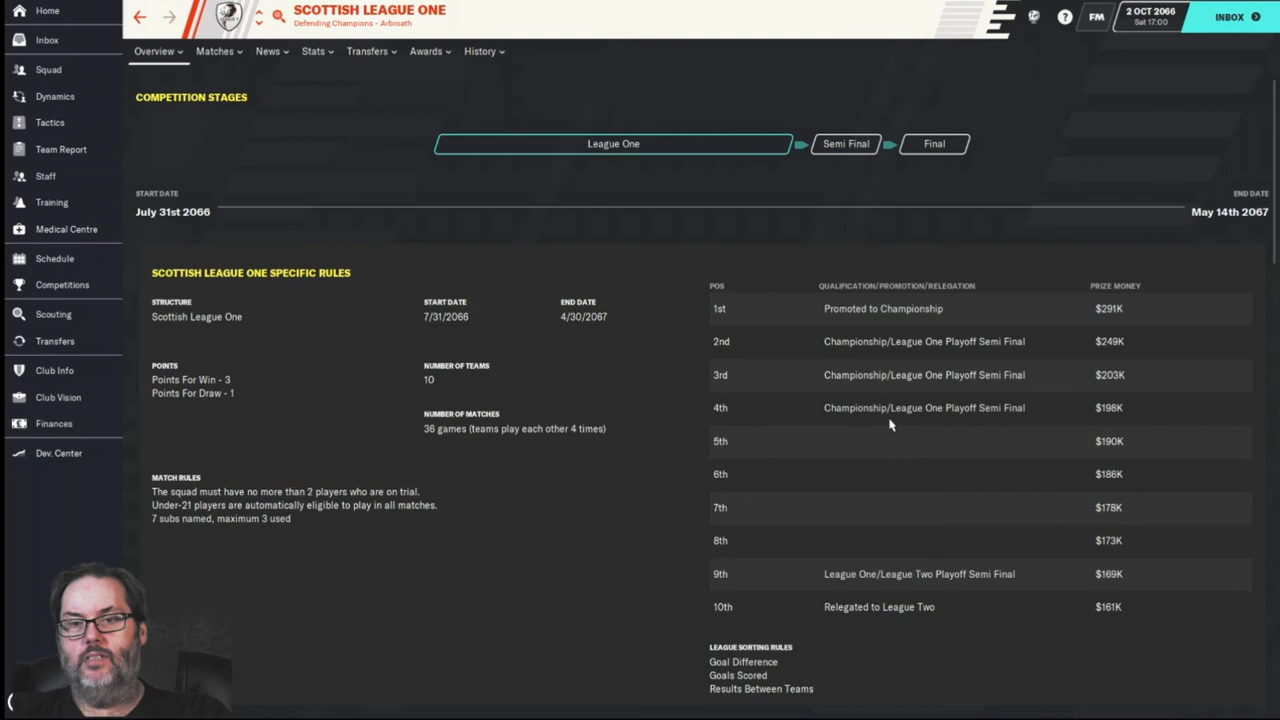 Home
Inbox
Squad
Dynamics
Tactics
Team Report
Staff
Training
Medical Centre
Schedule
Competitions
Scouting
Transfers
Club Info
Club Vision
Finances
Dev. Center
SCOTTISH LEAGUE ONE
Defending Champions - Arbroath
?
FM
2 OCT 2066
Sat 17:00
INBOX
Overview Matches News Stats Transfers Awards History
COMPETITION STAGES
League One Semi Final Final
START DATE
July 31st 2066
END DATE
May 14th 2067
SCOTTISH LEAGUE ONE SPECIFIC RULES
STRUCTURE
Scottish League One
START DATE
7/31/2066
END DATE
4/30/2067
POINTS
Points For Win - 3
Points For Draw - 1
NUMBER OF TEAMS
10
NUMBER OF MATCHES
36 games (teams play each other 4 times)
MATCH RULES
The squad must have no more than 2 players who are on trial.
Under-21 players are automatically eligible to play in all matches.
7 subs named, maximum 3 used
POS QUALIFICATION/PROMOTION/RELEGATION PRIZE MONEY
1st Promoted to Championship $291K
2nd Championship/League One Playoff Semi Final $249K
3rd Championship/League One Playoff Semi Final $203K
4th Championship/League One Playoff Semi Final $198K
5th $190K
6th $186K
7th $178K
8th $173K
9th League One/League Two Playoff Semi Final $169K
10th Relegated to League Two $161K
LEAGUE SORTING RULES
Goal Difference
Goals Scored
Results Between Teams